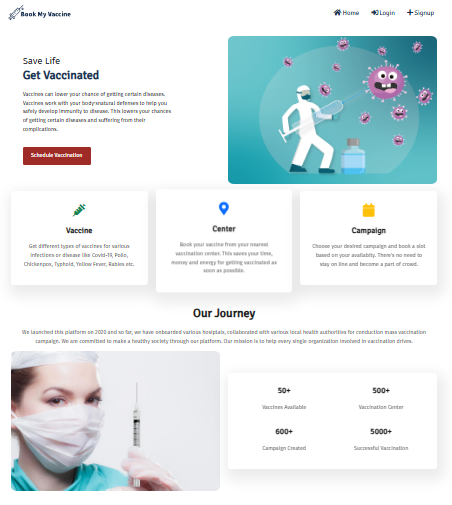 Book My Vaccine
Home Login Signup
Save Life
Get Vaccinated
Vaccines can lower your chance of getting certain diseases.
Vaccines work with your body'snatural defenses to help you
safely develop immunity to disease. This lowers your chances
of getting certain diseases and suffering from their
complications.
Schedule Vaccination
Vaccine
Get different types of vaccines for various
infections or disease like Covid-19, Polio,
Chickenpox, Typhoid, Yellow Fever, Rabies etc.
Center
Book your vaccine from your nearest
vaccination center. This saves your time,
money and energy for getting vaccinated as
soon as possible.
Campaign
Choose your desired campaign and book a slot
based on your availabity. There's no need to
stay on line and become a part of crowd.
Our Journey
We launched this platform on 2020 and so far, we have onboarded various hosiptals, collaborated with various local health authorities for conduction mass vaccination
campaign. We are committed to make a healthy society through our platform. Our mission is to help every single organization involved in vaccination drives.
50+
Vaccines Available
500+
Vaccination Center
600+
Campaign Created
5000+
Successful Vaccination